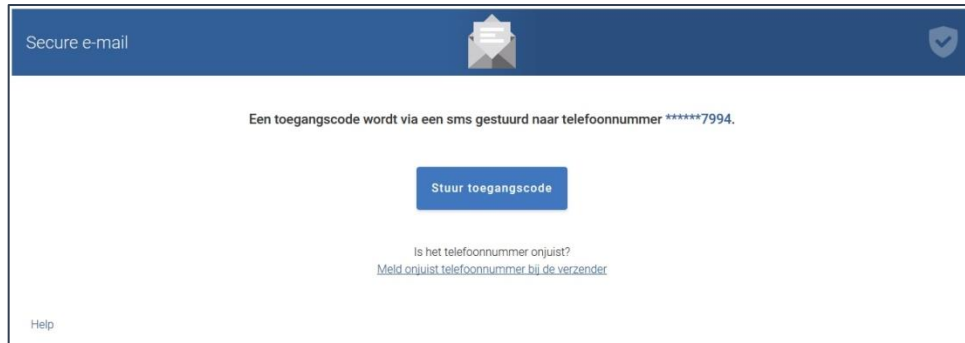 Secure e-mail
Een toegangscode wordt via een sms gestuurd naar telefoonnummer ******7994.
Stuur toegangscode
Is het telefoonnummer onjuist?
Meld onjuist telefoonnummer bij de verzender
Help